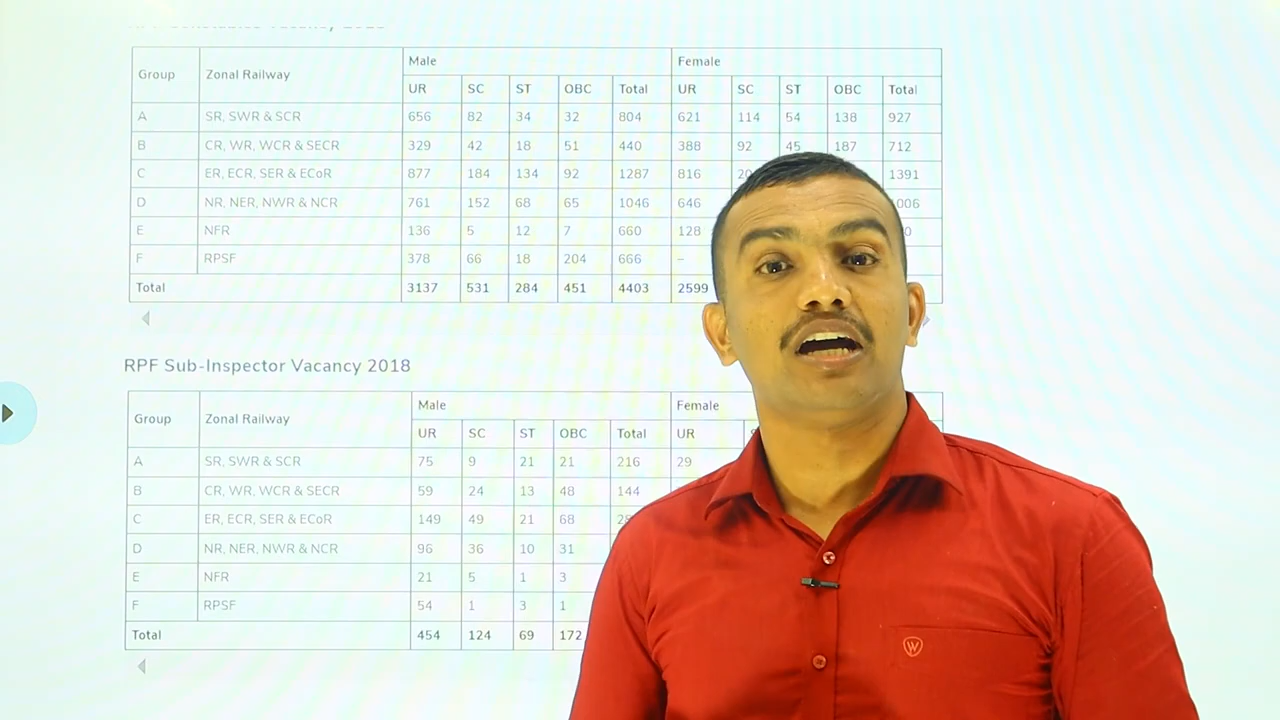 Male Female
Group Zonal Railway UR SC ST OBC Total UR SC ST OBC Total
A SR, SWR & SCR 656 82 34 32 804 621 114 54 138 927
B CR, WR, WCR & SECR 329 42 18 51 440 388 92 45 187 712
C ER, ECR, SER & ECoR 877 184 134 92 1287 816 1391
D NR, NER, NWR & NCR 761 152 68 65 1046 646
E NFR 136 5 12 7 660 128
F RPSF 378 66 18 204 666 –
Total 3137 531 284 451 4403 2599
RPF Sub-Inspector Vacancy 2018
Male Female
Group Zonal Railway UR SC ST OBC Total UR
A SR, SWR & SCR 75 9 21 21 216 29
B CR, WR, WCR & SECR 59 24 13 48 144
C ER, ECR, SER & ECoR 149 49 21 68
D NR, NER, NWR & NCR 96 36 10 31
E NFR 21 5 1 3
F RPSF 54 1 3 1
Total 454 124 69 172
W